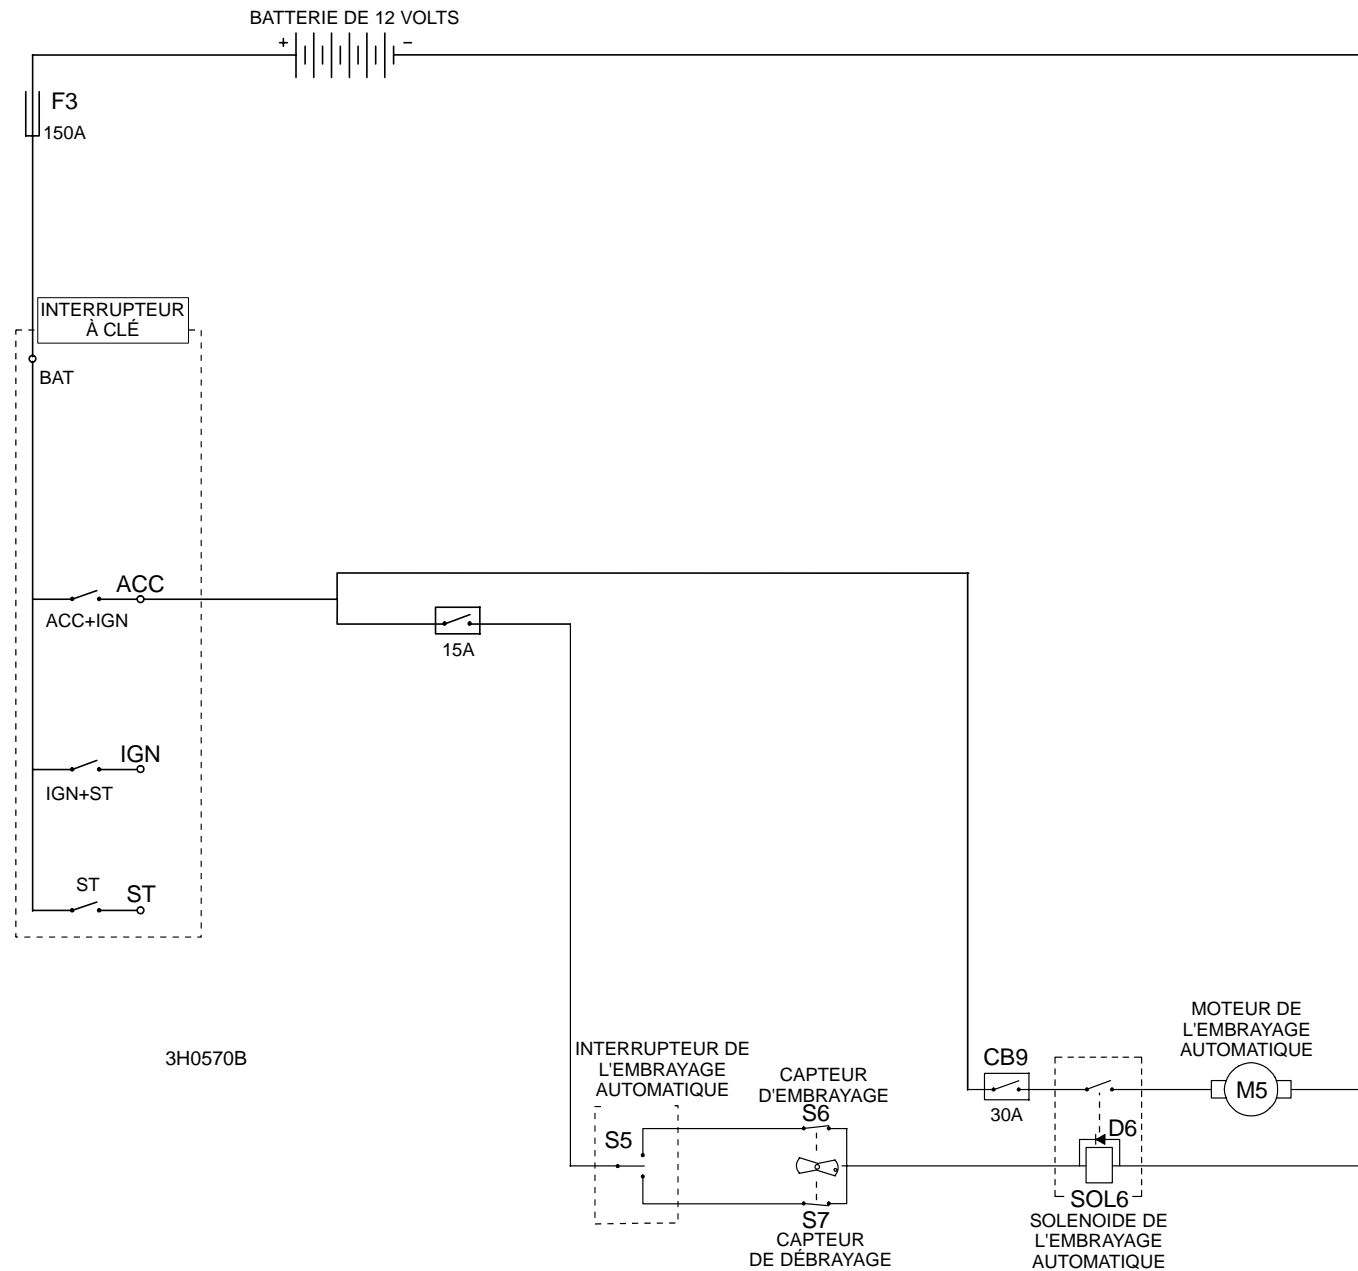 BATTERIE DE 12 VOLTS
+
−
F3
150A
INTERRUPTEUR
À CLÉ
BAT
ACC
ACC+IGN
15A
IGN
IGN+ST
ST
ST
3H0570B
INTERRUPTEUR DE
L'EMBRAYAGE
AUTOMATIQUE
S5
CAPTEUR
D'EMBRAYAGE
S6
S7
CAPTEUR
DE DÉBRAYAGE
CB9
30A
MOTEUR DE
L'EMBRAYAGE
AUTOMATIQUE
M5
D6
SOL6
SOLENOIDE DE
L'EMBRAYAGE
AUTOMATIQUE